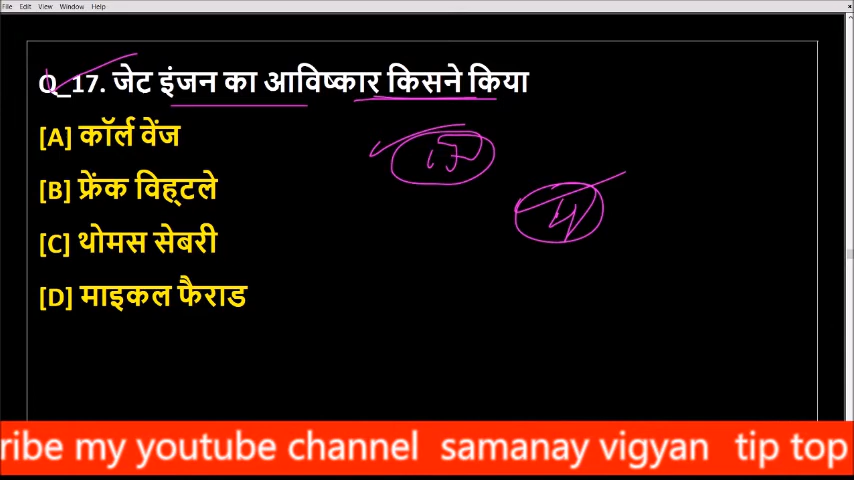 File Edit View Window Help
Q_17. जेट इंजन का आविष्कार किसने किया
[A] कॉर्ल वेंज
[B] फ्रेंक विह्टले
[C] थोमस सेबरी
[D] माइकल फैराड
ribe my youtube channel samanay vigyan tip top